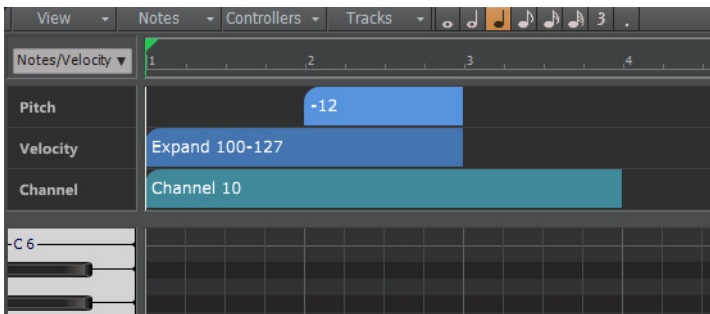 View Notes Controllers Tracks 3 .
Notes/Velocity 1 2 3 4
Pitch -12
Velocity Expand 100-127
Channel Channel 10
C 6